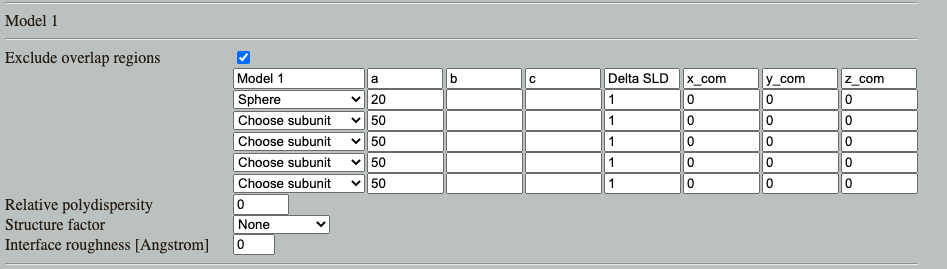 Model 1
Exclude overlap regions
Model 1 a b c Delta SLD x_com y_com z_com
Sphere 20 1 0 0 0
Choose subunit 50 1 0 0 0
Choose subunit 50 1 0 0 0
Choose subunit 50 1 0 0 0
Choose subunit 50 1 0 0 0
Relative polydispersity 0
Structure factor None
Interface roughness [Angstrom] 0